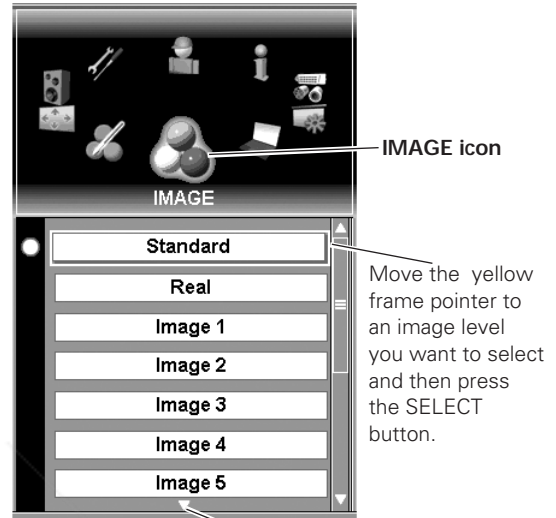 IMAGE icon
IMAGE
Standard
Real
Image 1
Image 2
Image 3
Image 4
Image 5
Move the yellow
frame pointer to
an image level
you want to select
and then press
the SELECT
button.